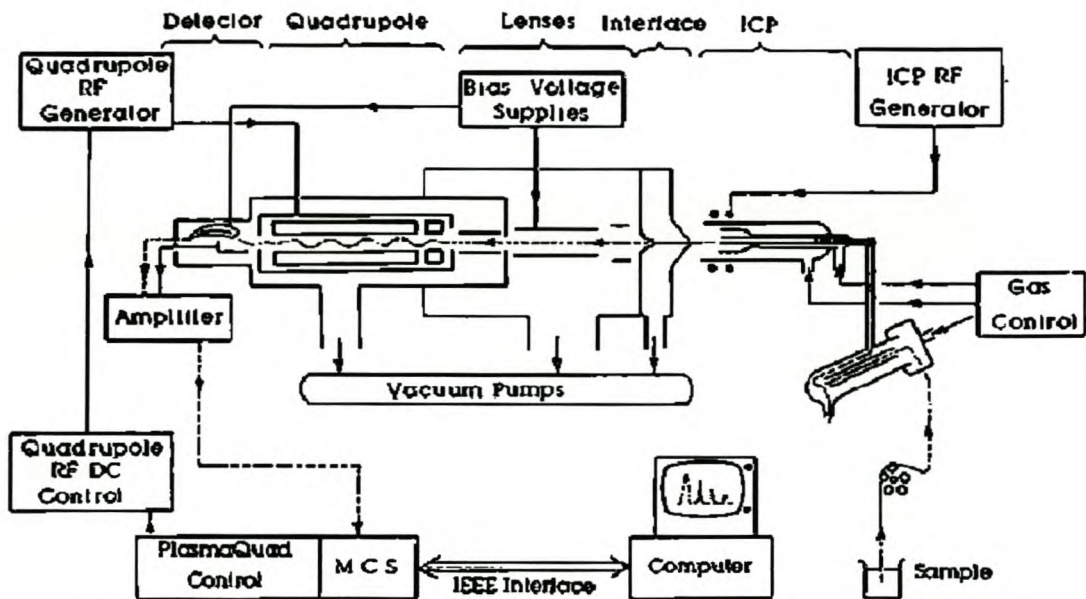 Detector Quadrupole Lenses Interface ICP
Quadrupole
RF
Generator
Bias Voltage
Supplies
ICP RF
Generator
Amplifier
Gas
Control
Vacuum Pumps
Quadrupole
RF DC
Control
PlasmaQuad
Control
MCS
IEEE Interface
Computer
Sample